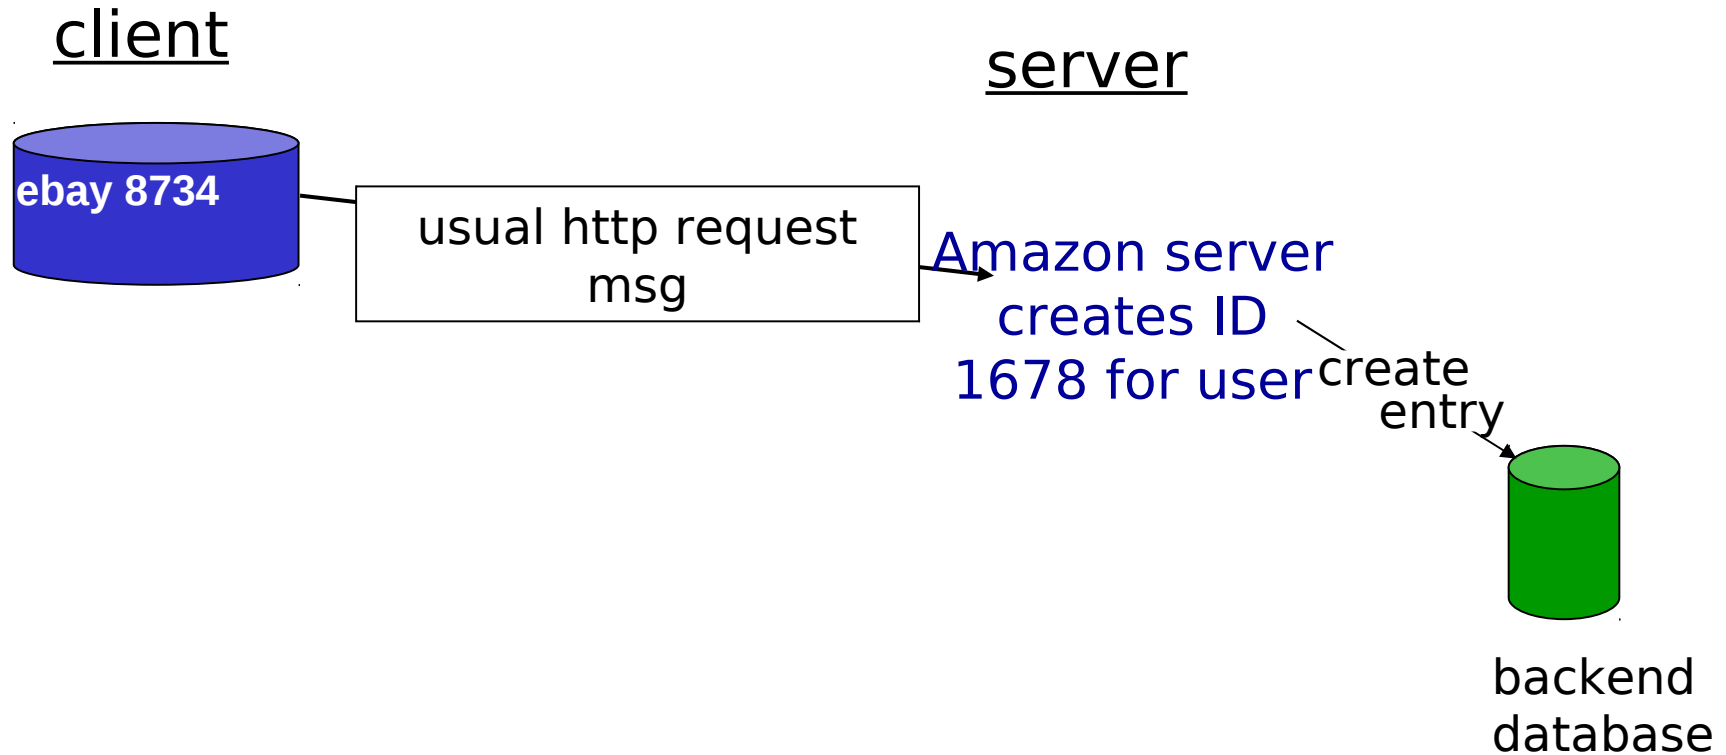 client
server
ebay 8734
usual http request
msg
Amazon server
creates ID
1678 for user
create
entry
backend
database